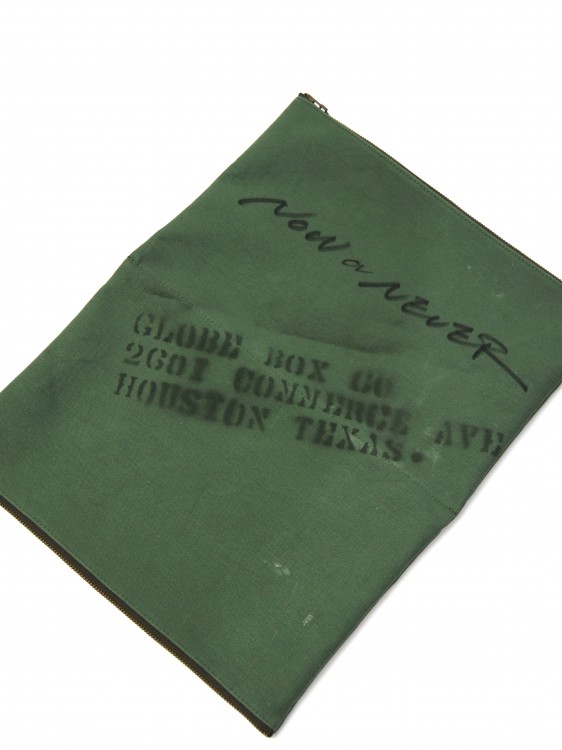 NOW or NEVER
GLOBE BOX CO
2601 COMMERCE AVE
HOUSTON TEXAS.